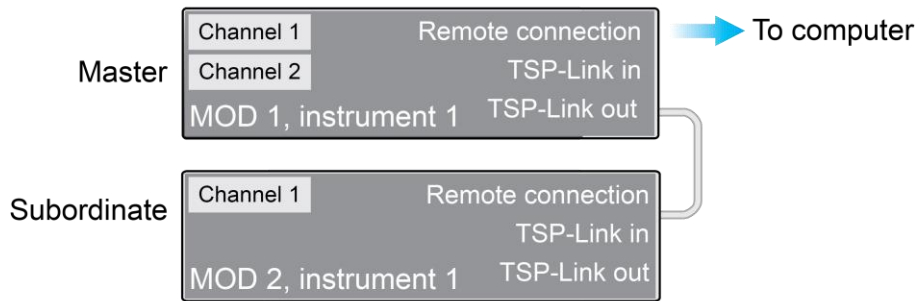 Channel 1
Remote connection
To computer
Master
Channel 2
TSP-Link in
TSP-Link out
MOD 1, instrument 1
Channel 1
Remote connection
Subordinate
TSP-Link in
TSP-Link out
MOD 2, instrument 1